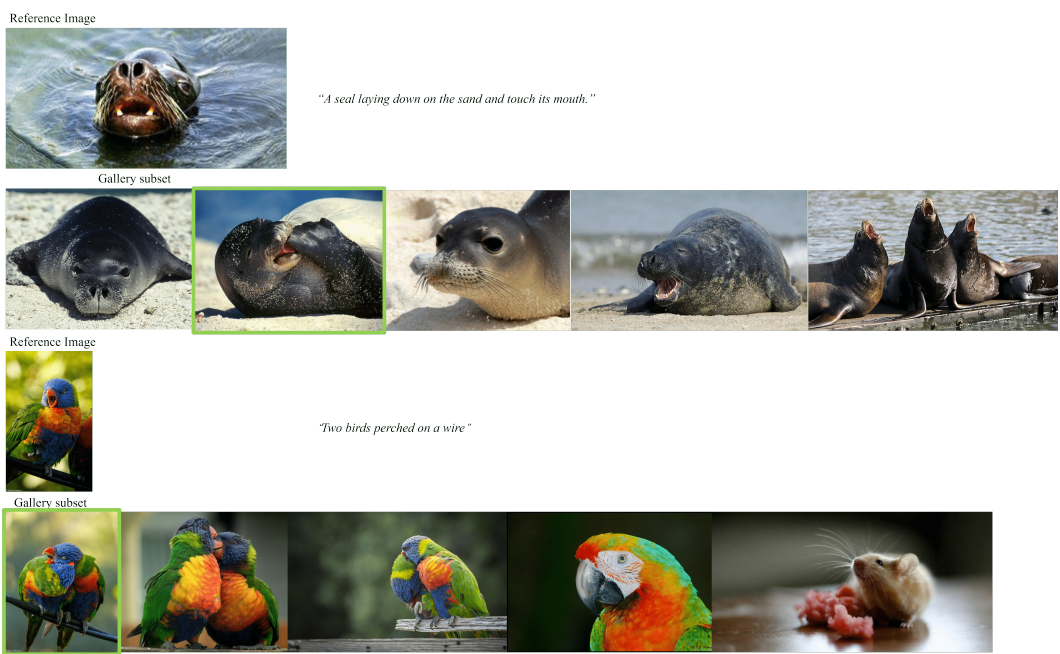 Reference Image
“A seal laying down on the sand and touch its mouth.”
Gallery subset
Reference Image
"Two birds perched on a wire"
Gallery subset